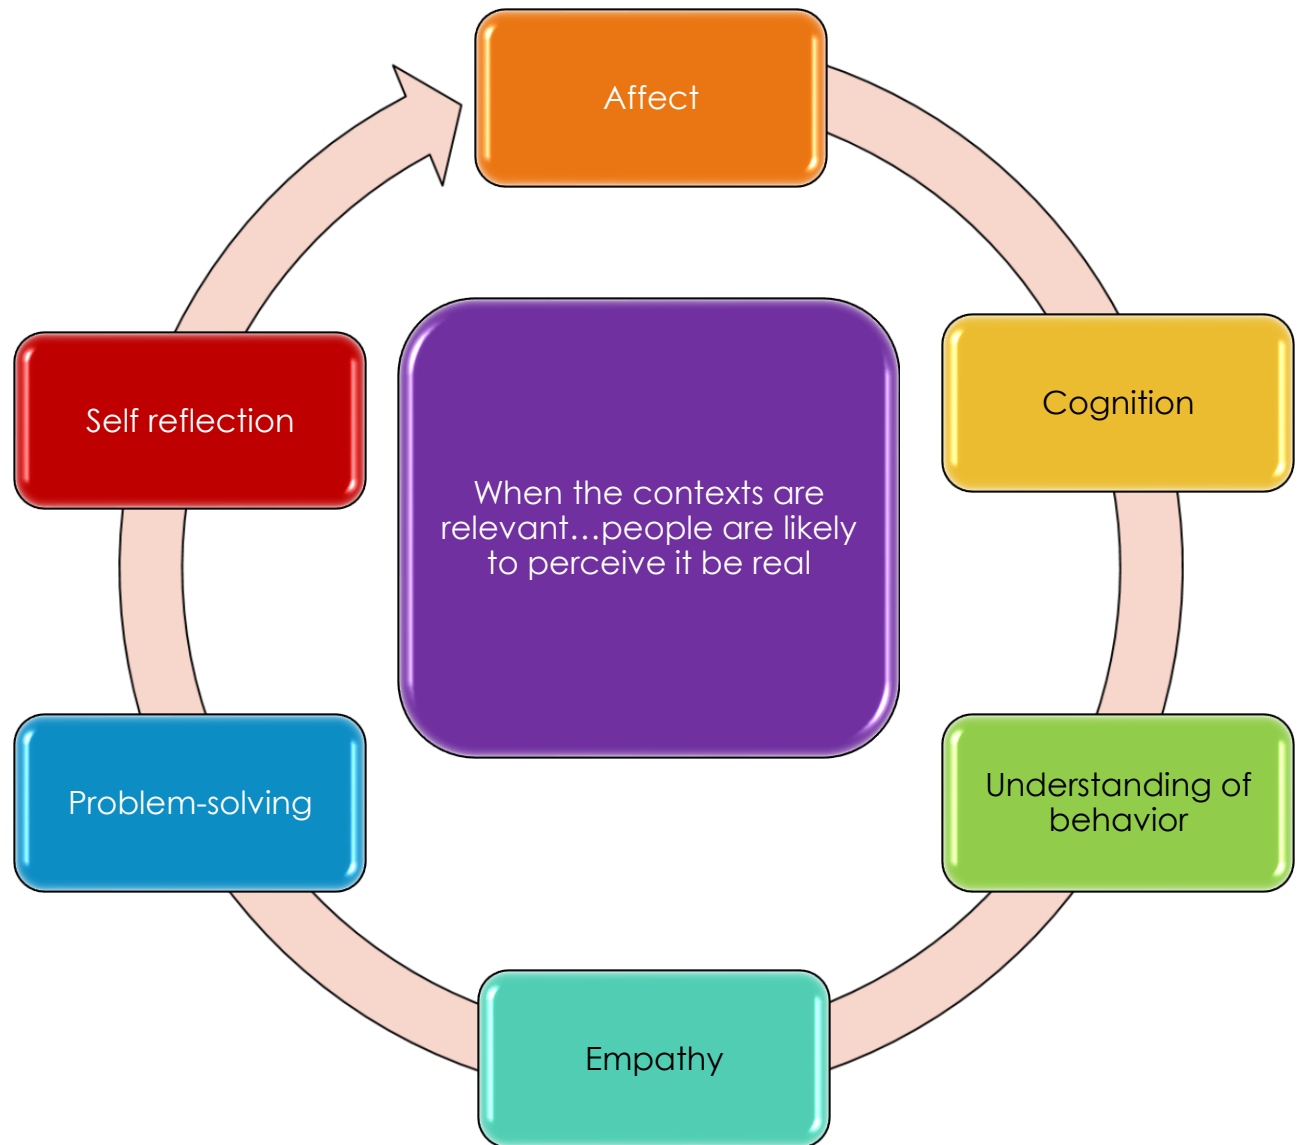 Affect
Cognition
Understanding of
behavior
Empathy
Problem-solving
Self reflection
When the contexts are
relevant...people are likely
to perceive it be real